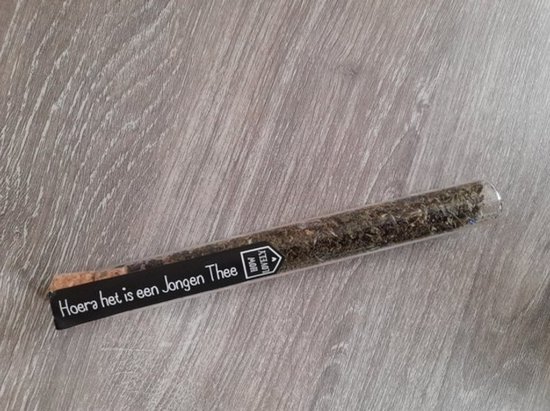 Hoera het is een Jongen Thee